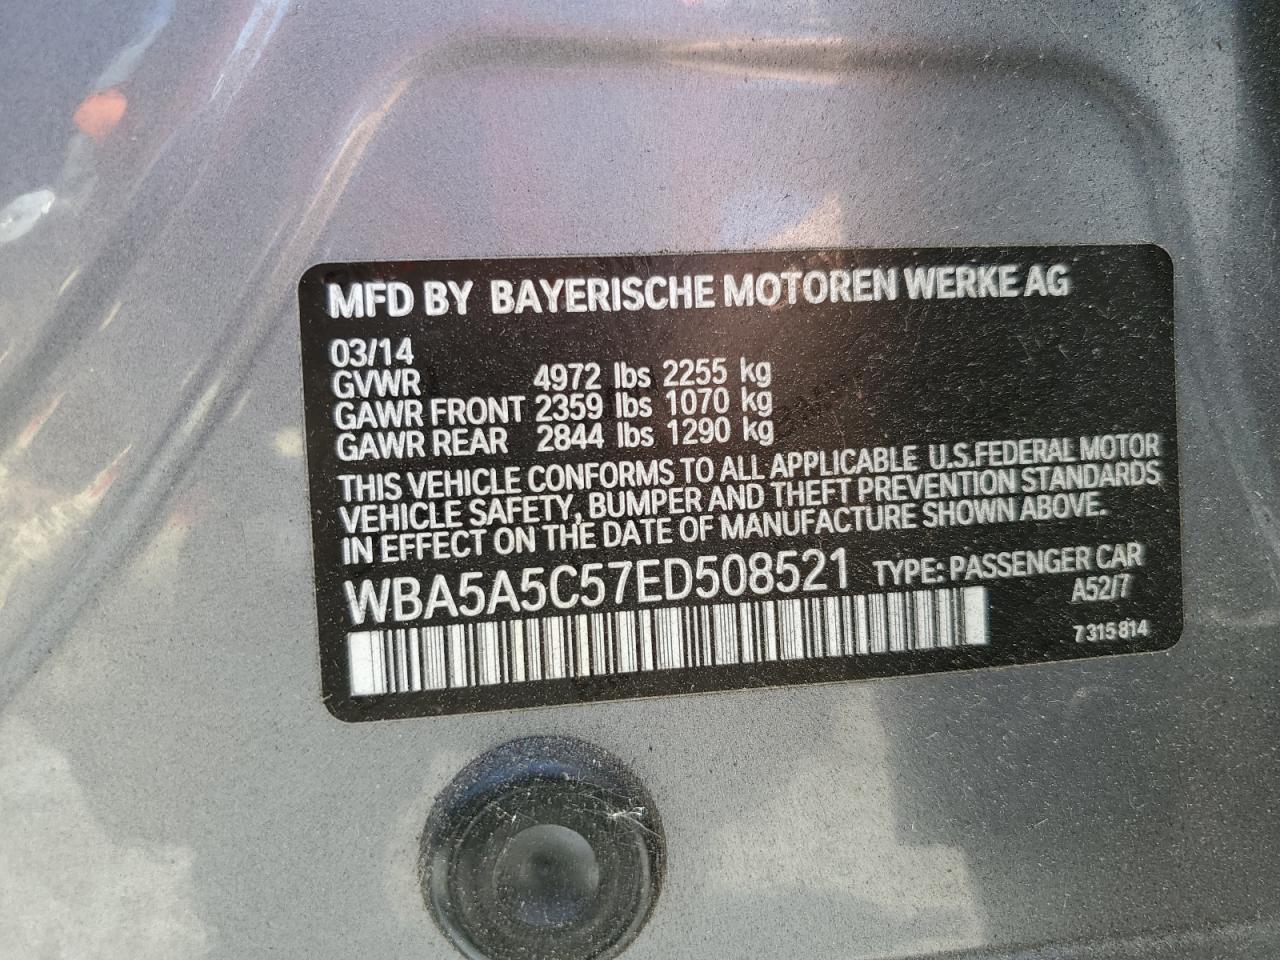 MFD BY BAYERISCHE MOTOREN WERKE AG
03/14
GVWR 4972 lbs 2255 kg
GAWR FRONT 2359 lbs 1070 kg
GAWR REAR 2844 lbs 1290 kg
THIS VEHICLE CONFORMS TO ALL APPLICABLE U.S.FEDERAL MOTOR
VEHICLE SAFETY, BUMPER AND THEFT PREVENTION STANDARDS
IN EFFECT ON THE DATE OF MANUFACTURE SHOWN ABOVE.
WBA5A5C57ED508521 TYPE: PASSENGER CAR
A52/7
7 315 814